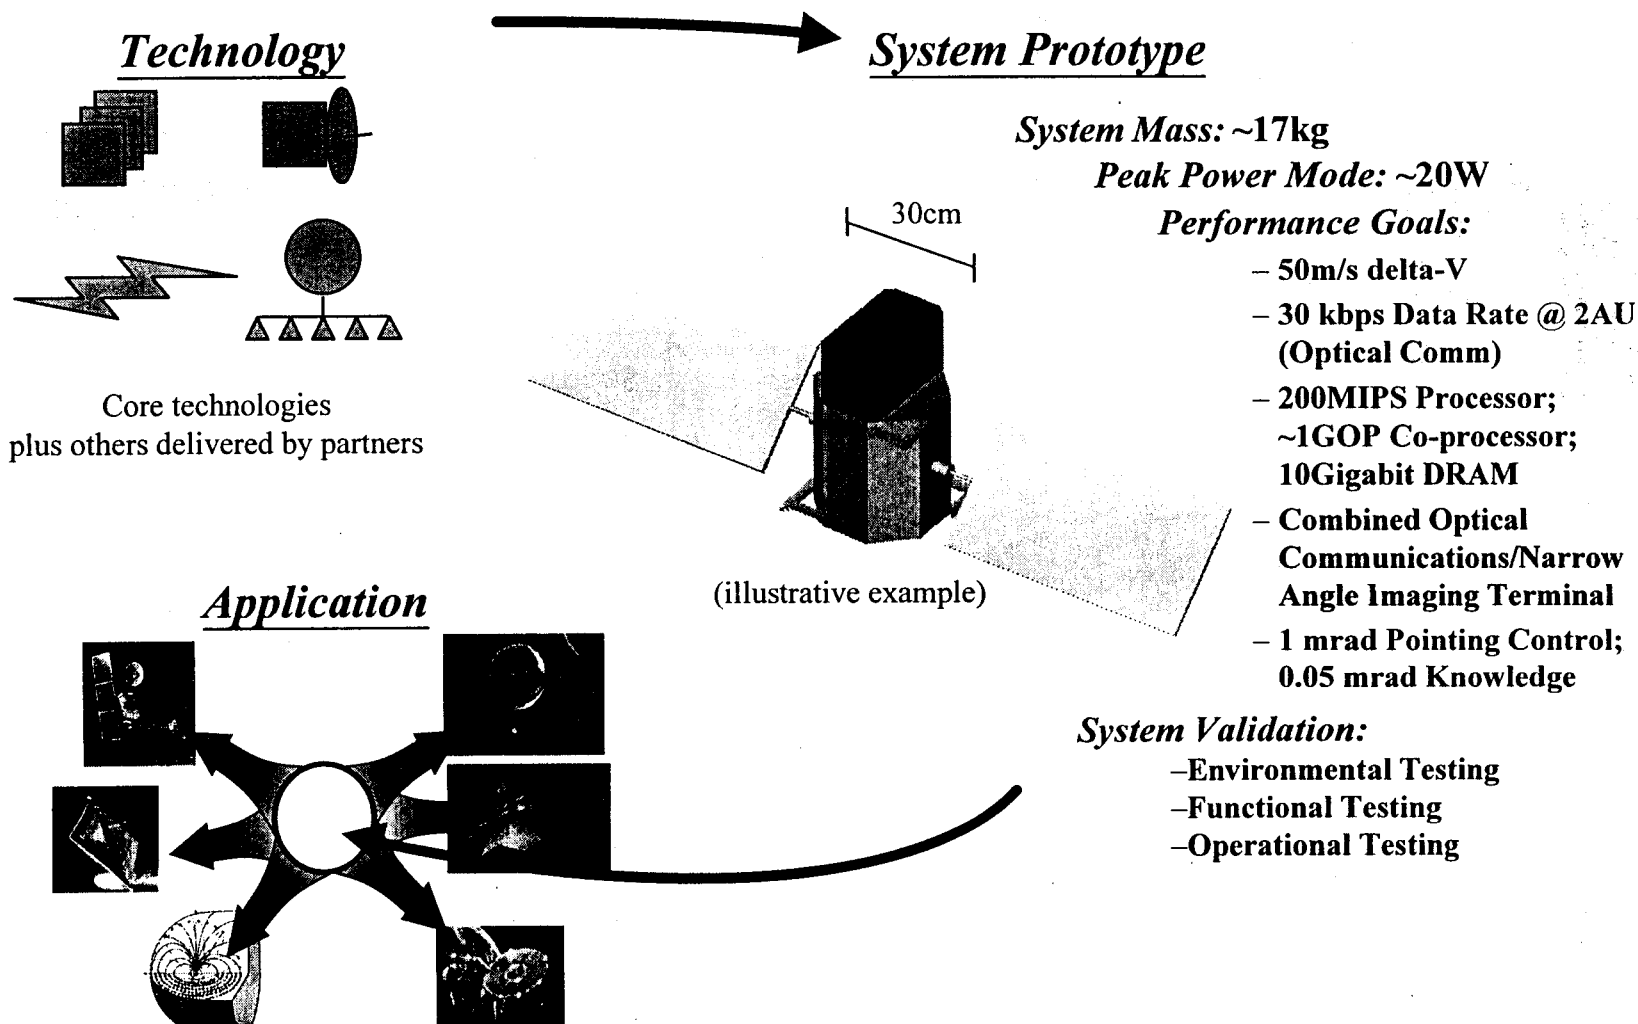 Technology
Core technologies
plus others delivered by partners
System Prototype
System Mass: ~17kg
Peak Power Mode: ~20W
Performance Goals:
– 50m/s delta-V
– 30 kbps Data Rate @ 2AU
(Optical Comm)
– 200MIPS Processor;
~1GOP Co-processor;
10Gigabit DRAM
– Combined Optical
Communications/Narrow
Angle Imaging Terminal
– 1 mrad Pointing Control;
0.05 mrad Knowledge
30cm
(illustrative example)
System Validation:
–Environmental Testing
–Functional Testing
–Operational Testing
Application